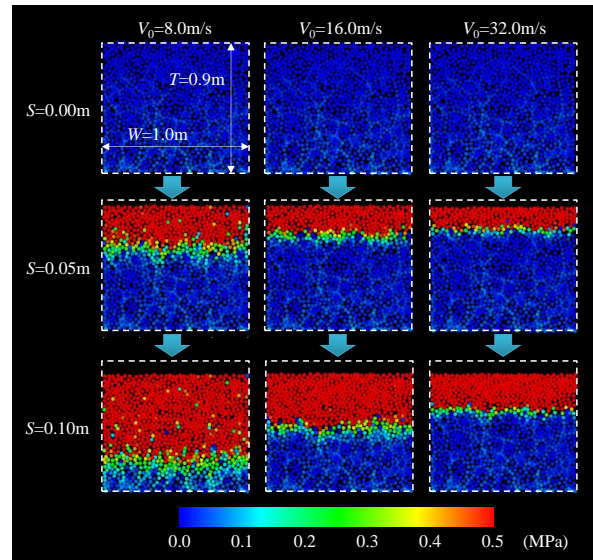 V₀=8.0m/s V₀=16.0m/s V₀=32.0m/s
T=0.9m
S=0.00m
W=1.0m
S=0.05m
S=0.10m
0.0 0.1 0.2 0.3 0.4 0.5 (MPa)